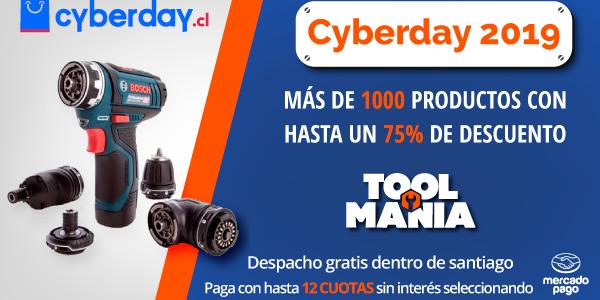 cyberday.cl
Cyberday 2019
MÁS DE 1000 PRODUCTOS CON
HASTA UN 75% DE DESCUENTO
BOSCH
TOOL
MANIA
Despacho gratis dentro de santiago
Paga con hasta 12 CUOTAS sin interés seleccionando
mercado
pago